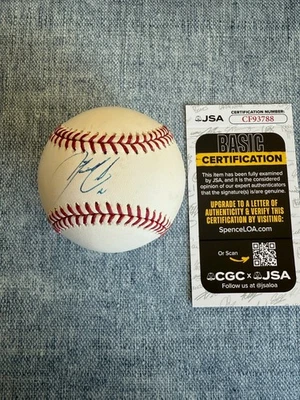 JSA
CERTIFICATION NUMBER:
CF93788
BASIC
CERTIFICATION
This item has been fully examined
by JSA, and it is the considered
opinion of our expert authenticators
that the signature(s) is/are genuine.
UPGRADE TO A LETTER OF
AUTHENTICITY & VERIFY THIS
CERTIFICATION BY VISITING:
SpenceLOA.com
Or Scan
CGC x JSA
Follow us @jsaloa